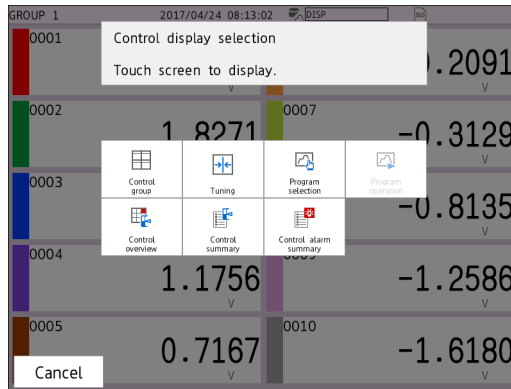 GROUP 1 2017/04/24 08:13:02 DISP SD
Control display selection
Touch screen to display.
0001
.2091
V V
0002 0007
1.8271 -0.3129
V
Control group
Tuning
Program selection
Program operation
0003
-0.8135
V
Control overview
Control summary
Control alarm summary
0004
1.1756 -1.2586
V V
0005 0010
0.7167 -1.6180
V V
Cancel